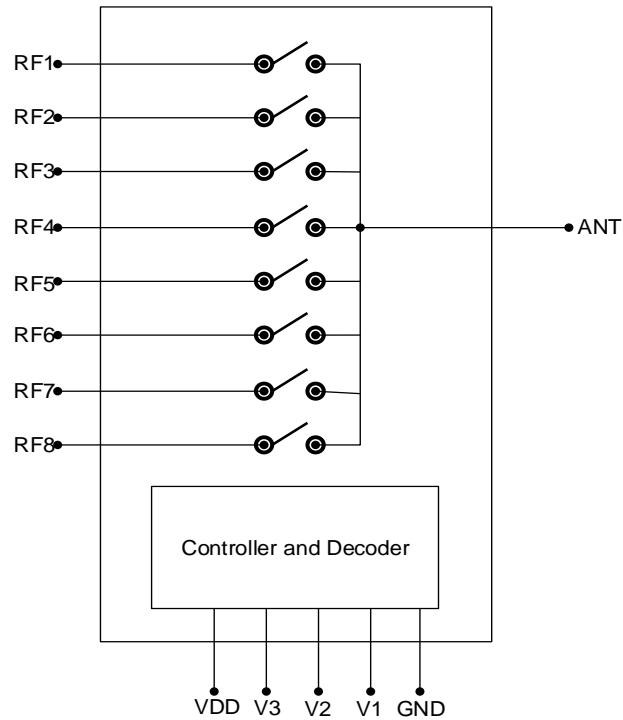 RF1
RF2
RF3
RF4
ANT
RF5
RF6
RF7
RF8
Controller and Decoder
VDD V3 V2 V1 GND